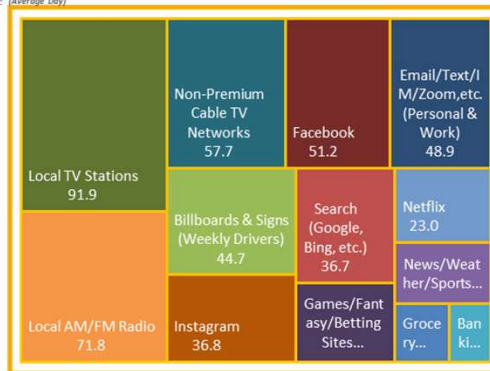 (Average Day)
Local TV Stations
91.9
Non-Premium
Cable TV
Networks
57.7
Facebook
51.2
Email/Text/I
M/Zoom,etc.
(Personal &
Work)
48.9
Local AM/FM Radio
71.8
Billboards & Signs
(Weekly Drivers)
44.7
Instagram
36.8
Search
(Google,
Bing, etc.)
36.7
Games/Fant
asy/Betting
Sites...
Netflix
23.0
News/Weat
her/Sports...
Groce
ry...
Ban
ki...